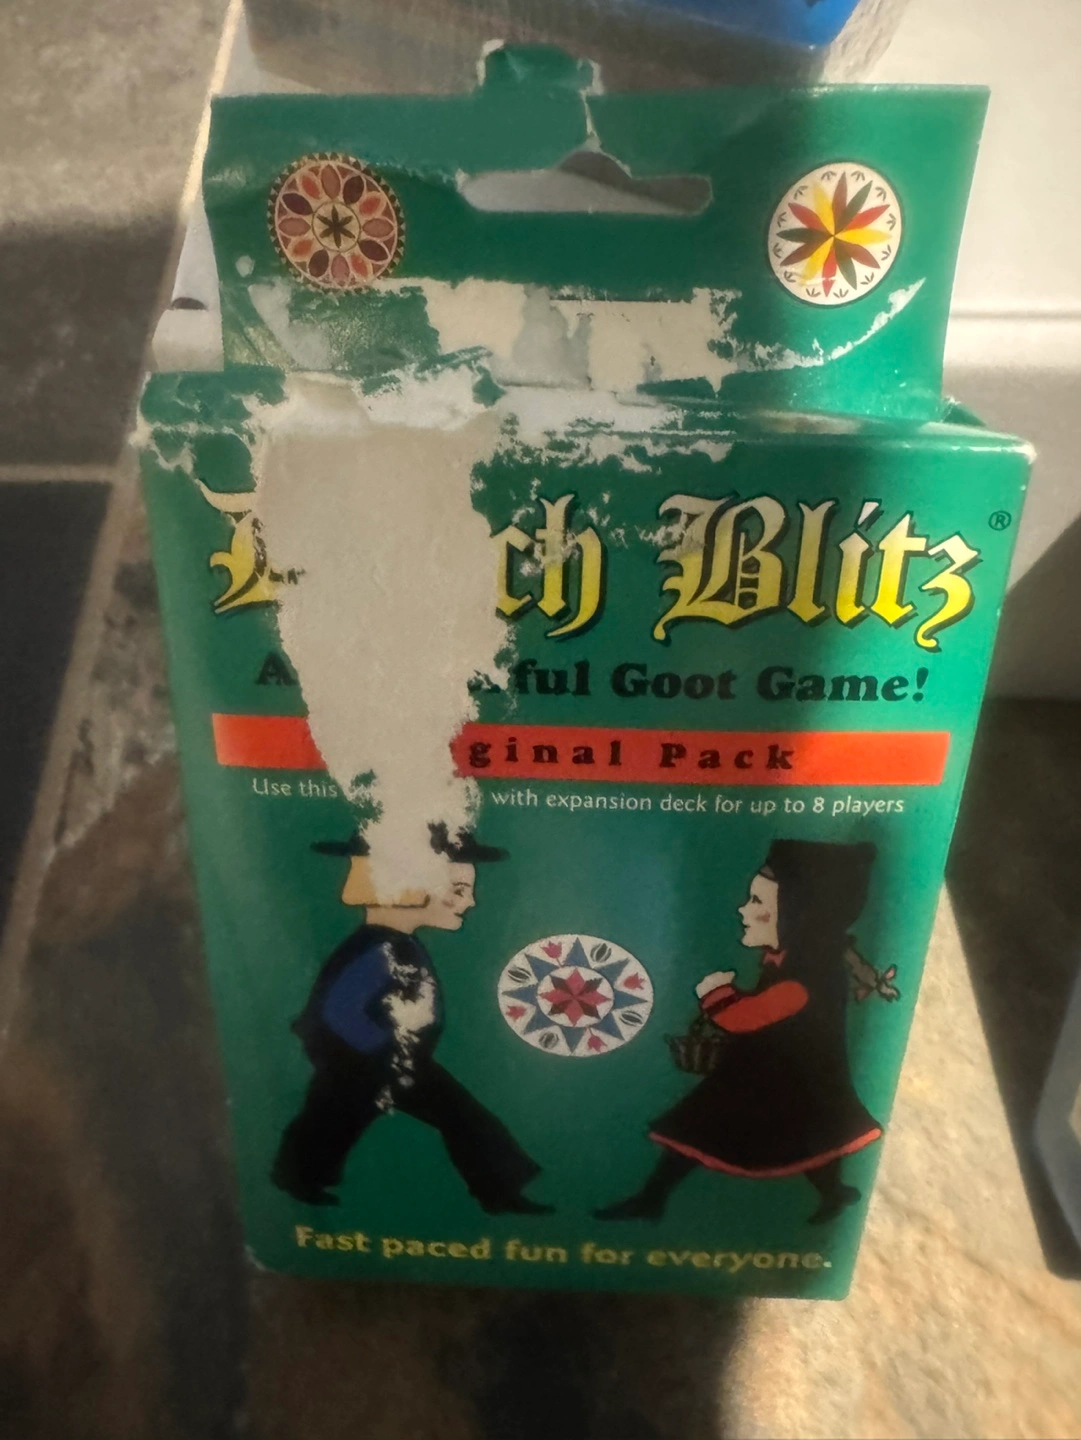 ch Blitz®
ful Goot Game!
ginal Pack
Use this with expansion deck for up to 8 players
Fast paced fun for everyone.